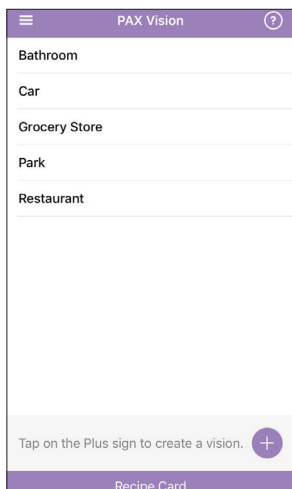 PAX Vision ?
Bathroom
Car
Grocery Store
Park
Restaurant
Tap on the Plus sign to create a vision. +
Recipe Card